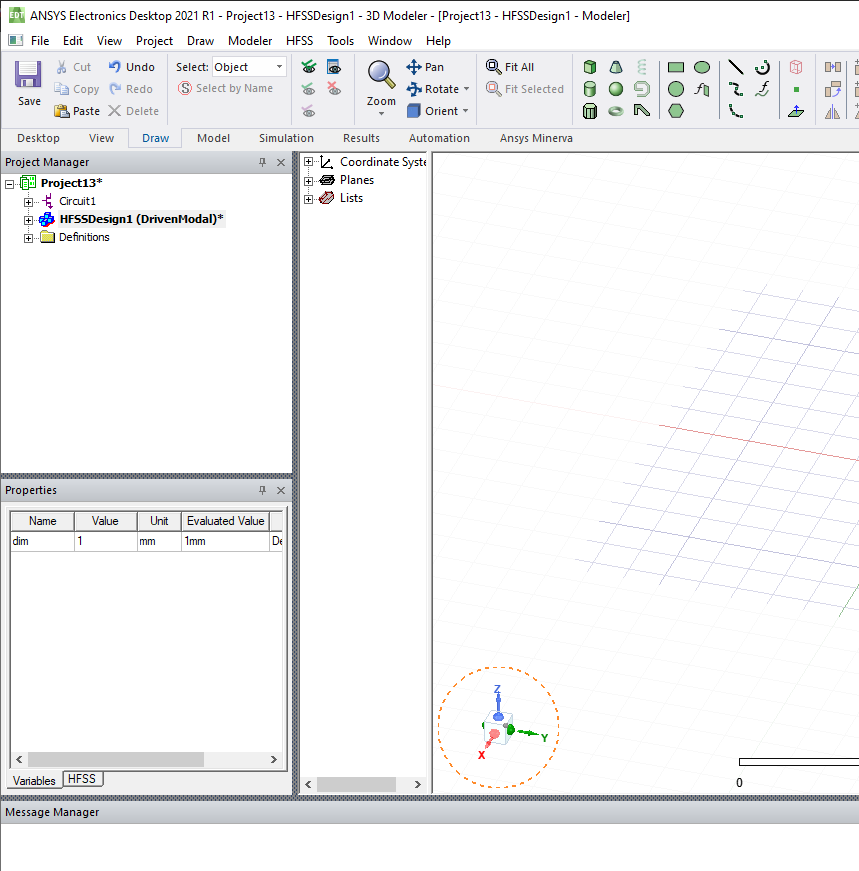 EDT ANSYS Electronics Desktop 2021 R1 - Project13 - HFSSDesign1 - 3D Modeler - [Project13 - HFSSDesign1 - Modeler]
File Edit View Project Draw Modeler HFSS Tools Window Help
Save
Cut
Copy
Paste
Undo
Redo
Delete
Select: Object
Select by Name
Zoom
Pan
Rotate
Orient
Fit All
Fit Selected
Desktop View Draw Model Simulation Results Automation Ansys Minerva
Project Manager
Project13*
Circuit1
HFSSDesign1 (DrivenModal)*
Definitions
Coordinate Syste
Planes
Lists
Properties
Name Value Unit Evaluated Value
dim 1 mm 1mm De
Variables HFSS
Z
Y
X
0
Message Manager